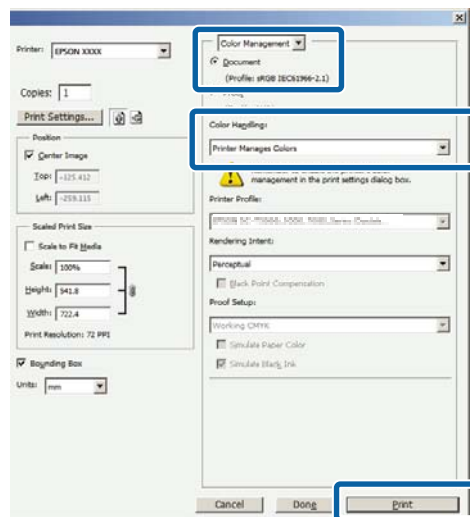 Printer: EPSON XXXX
Copies: 1
Print Settings...
Position
Center Image
Top: -125.412
Left: -259.115
Scaled Print Size
Scale to Fit Media
Scale: 100%
Height: 541.8
Width: 722.4
Print Resolution: 72 PPI
Bounding Box
Units: mm
Color Management
Document
(Profile: sRGB IEC61966-2.1)
Color Handling:
Printer Manages Colors
management in the print settings dialog box.
Printer Profile:
Rendering Intent:
Perceptual
Black Point Compensation
Proof Setup:
Working CMYK
Simulate Paper Color
Simulate Black Ink
Cancel
Done
Print